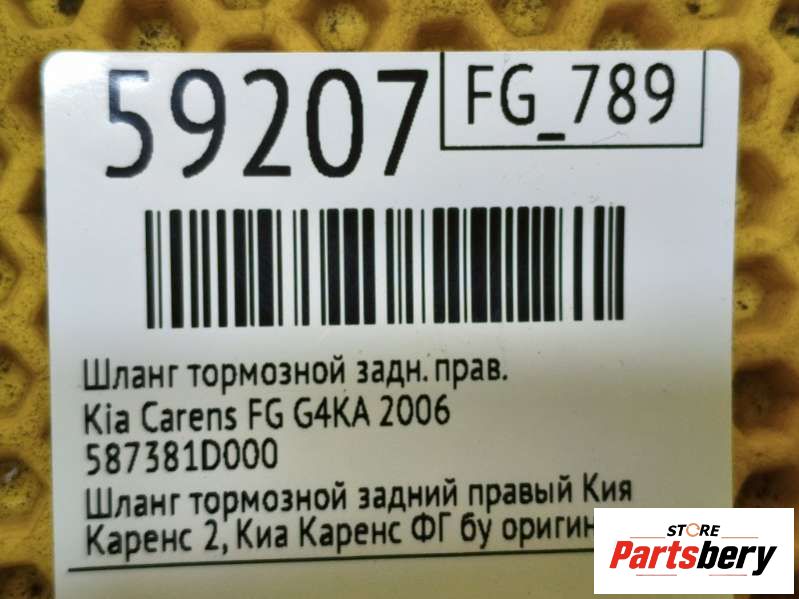 59207
FG_789
Шланг тормозной задн. прав.
Kia Carens FG G4KA 2006
587381D000
Шланг тормозной задний правый Кия
Каренс 2, Киа Каренс ФГ бу
STORE
Partsbery